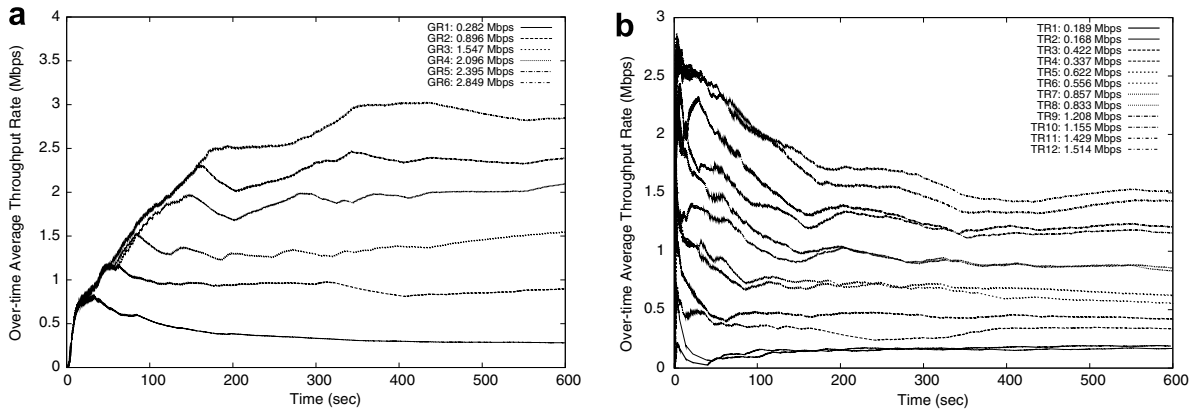 a
Over-time Average Throughput Rate (Mbps)
4
3.5
3
2.5
2
1.5
1
0.5
0
GR1: 0.282 Mbps
GR2: 0.896 Mbps
GR3: 1.547 Mbps
GR4: 2.096 Mbps
GR5: 2.395 Mbps
GR6: 2.849 Mbps
0 100 200 300 400 500 600
Time (sec)
b
Over-time Average Throughput Rate (Mbps)
3
2.5
2
1.5
1
0.5
0
TR1: 0.189 Mbps
TR2: 0.168 Mbps
TR3: 0.422 Mbps
TR4: 0.337 Mbps
TR5: 0.622 Mbps
TR6: 0.556 Mbps
TR7: 0.857 Mbps
TR8: 0.833 Mbps
TR9: 1.208 Mbps
TR10: 1.155 Mbps
TR11: 1.429 Mbps
TR12: 1.514 Mbps
0 100 200 300 400 500 600
Time (sec)